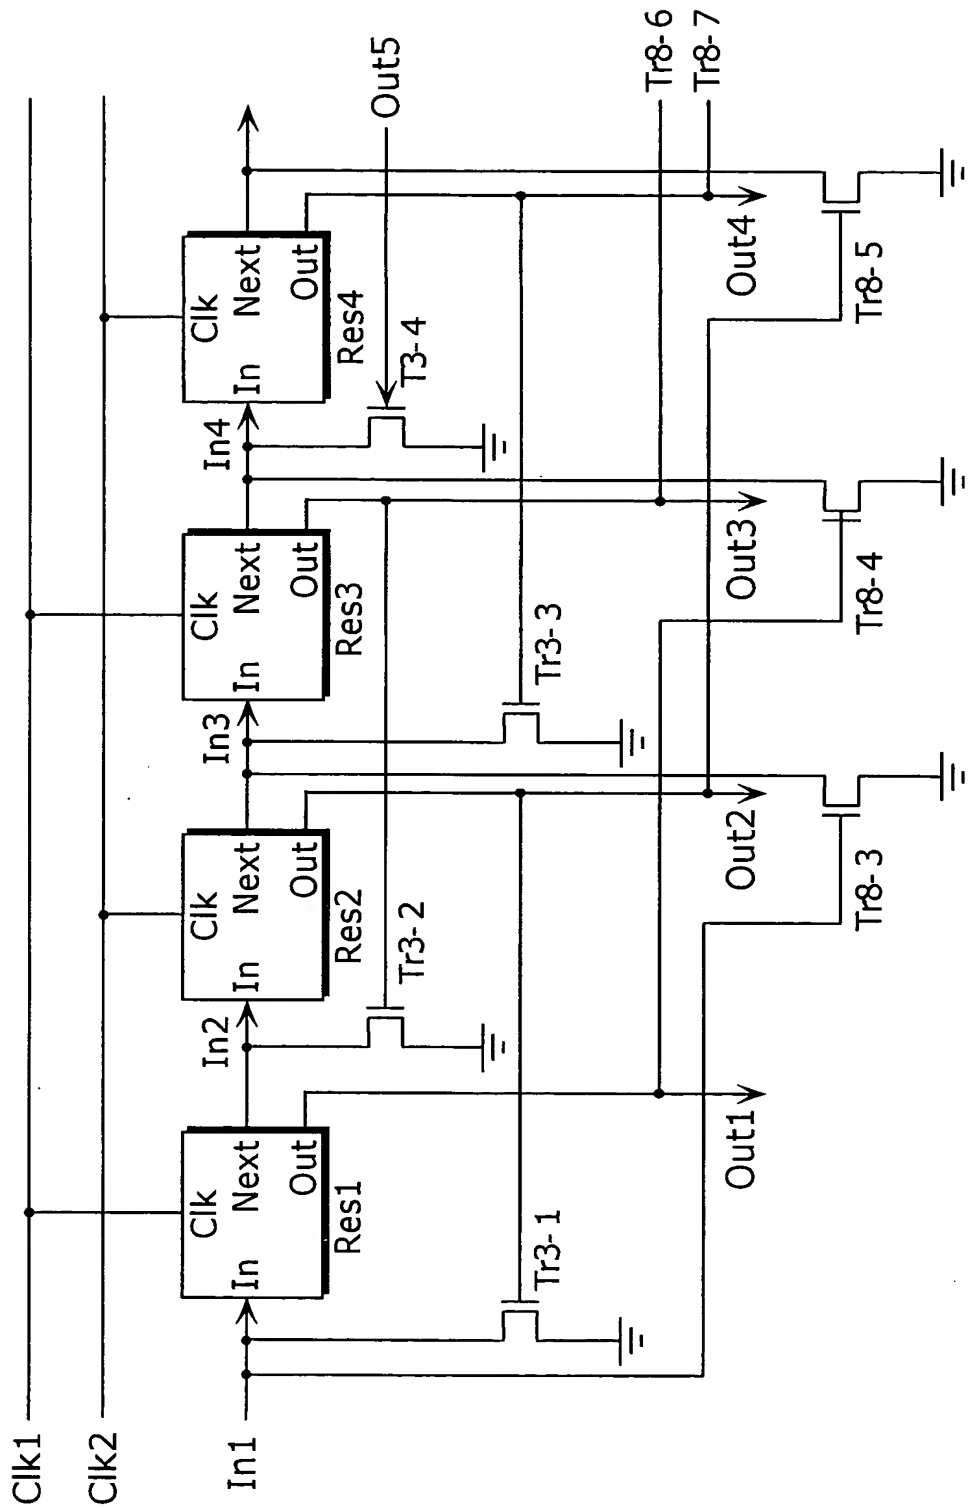 Clk1
Clk2
In1
In
Clk
Next
Out
Res1
In2
In
Clk
Next
Out
Res2
In3
In
Clk
Next
Out
Res3
In4
In
Clk
Next
Out
Res4
Tr3-1
Tr3-2
Tr3-3
T3-4
Out5
Out1
Out2
Out3
Out4
Tr8-3
Tr8-4
Tr8-5
Tr8-6
Tr8-7